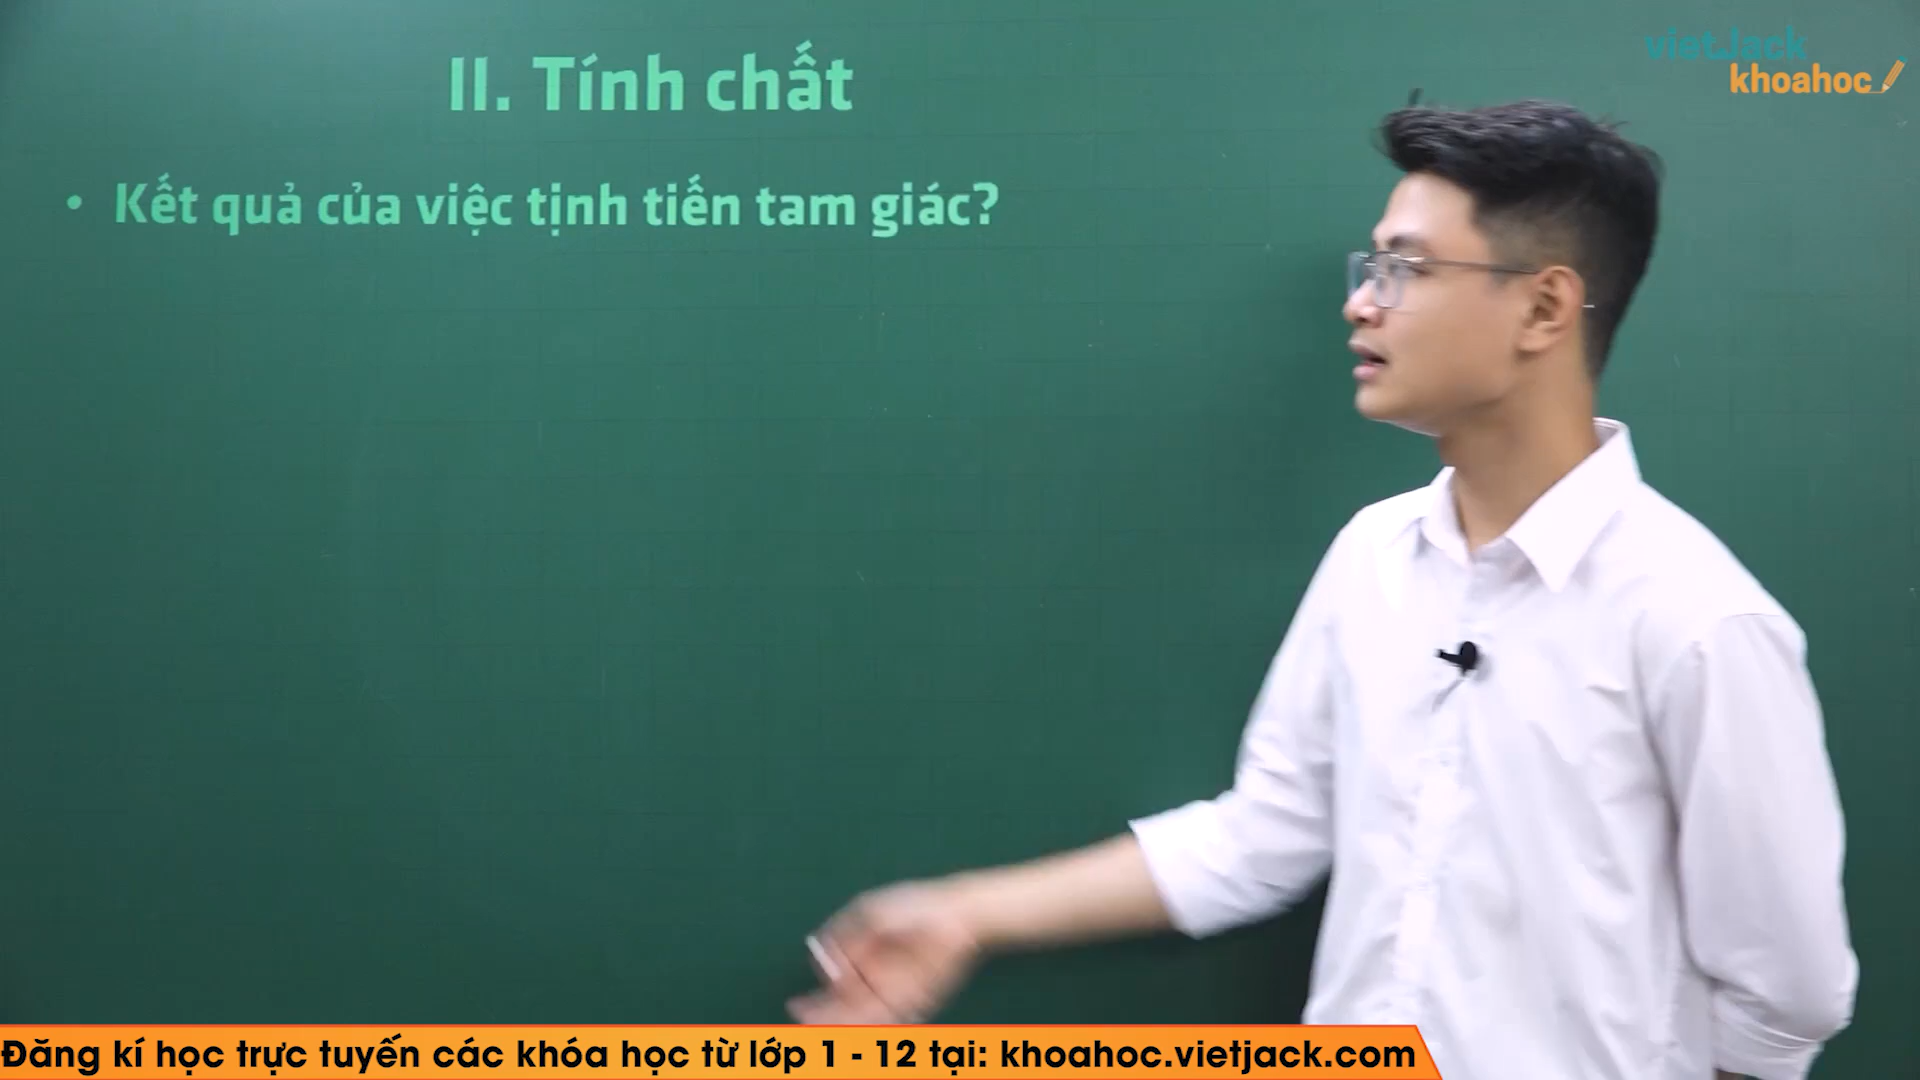 vietJack
khoahoc
II. Tính chất
• Kết quả của việc tịnh tiến tam giác?
Đăng kí học trực tuyến các khóa học từ lớp 1 - 12 tại: khoahoc.vietjack.com